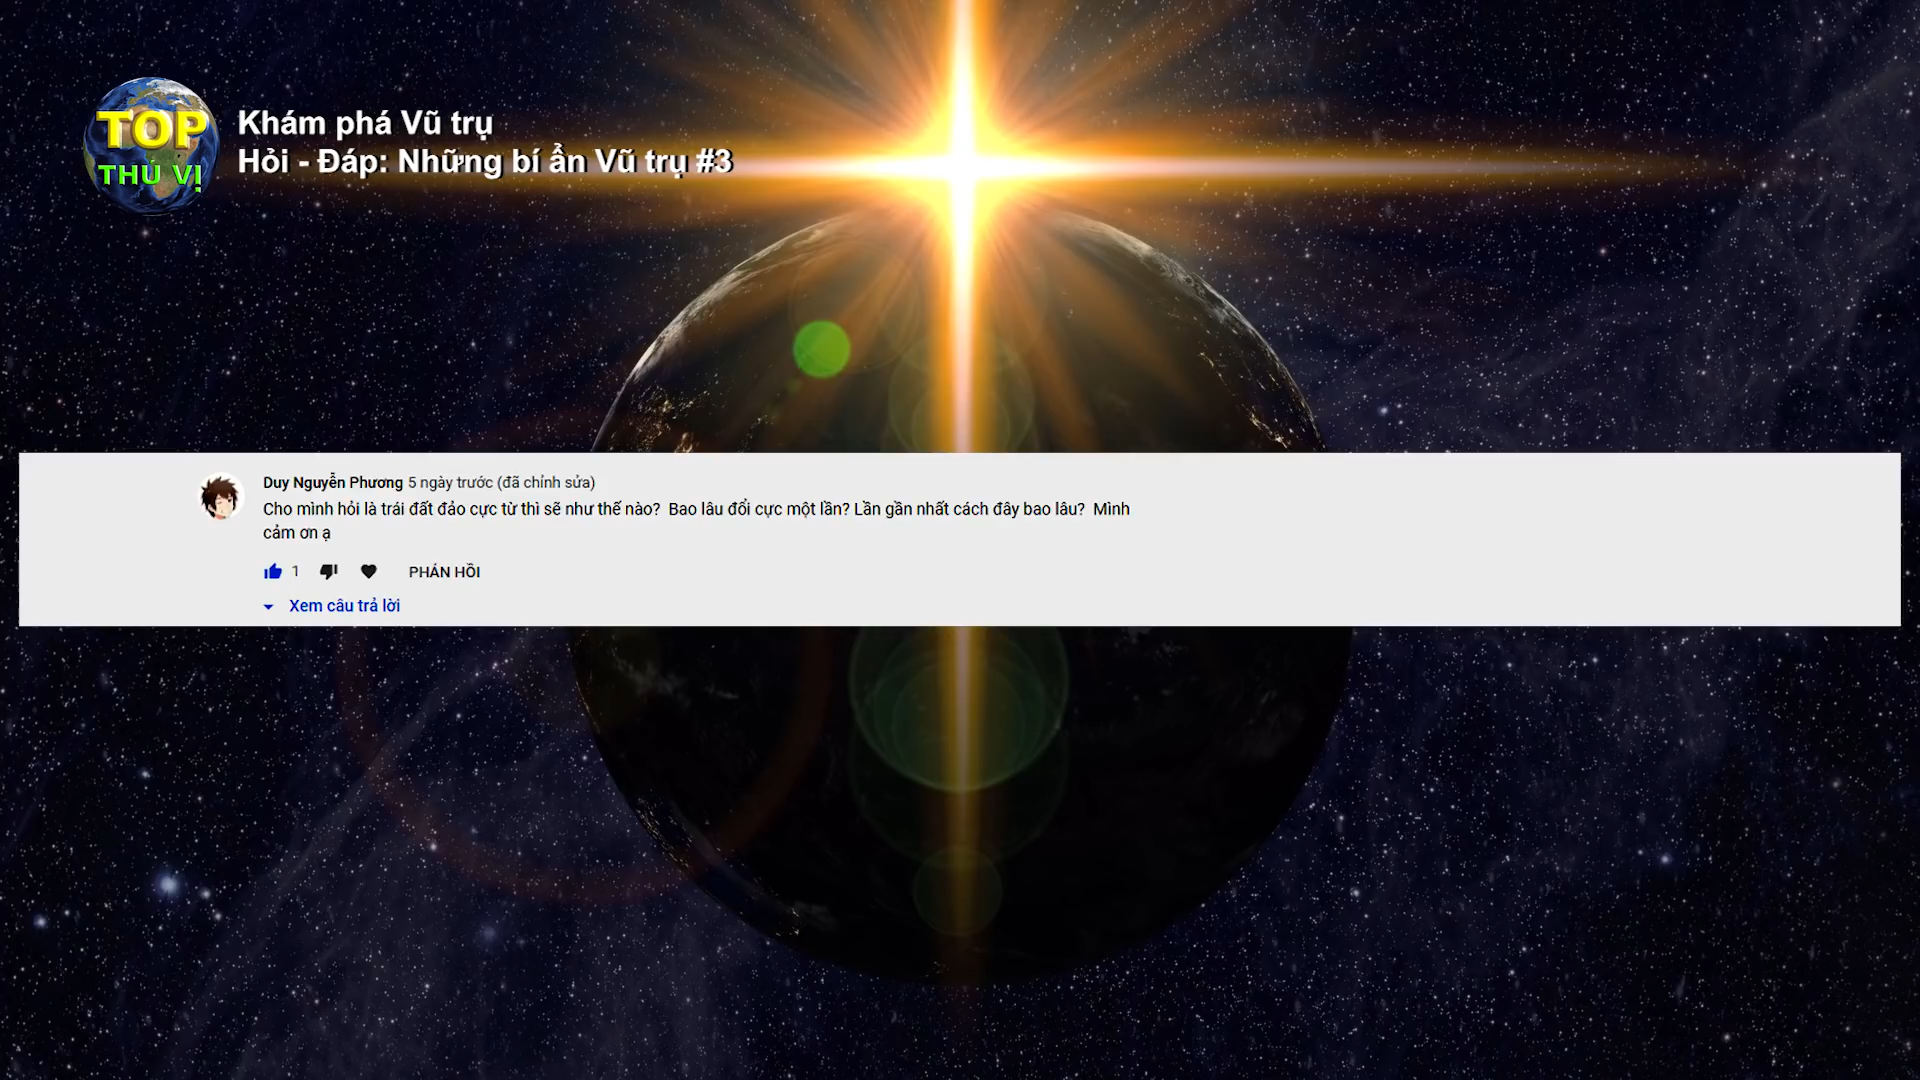 TOP
THÚ VỊ
Khám phá Vũ trụ
Hỏi - Đáp: Những bí ẩn Vũ trụ #3
Duy Nguyễn Phương 5 ngày trước (đã chỉnh sửa)
Cho mình hỏi là trái đất đảo cực từ thì sẽ như thế nào? Bao lâu đổi cực một lần? Lần gần nhất cách đây bao lâu? Mình
cảm ơn ạ
1 PHẢN HỒI
Xem câu trả lời